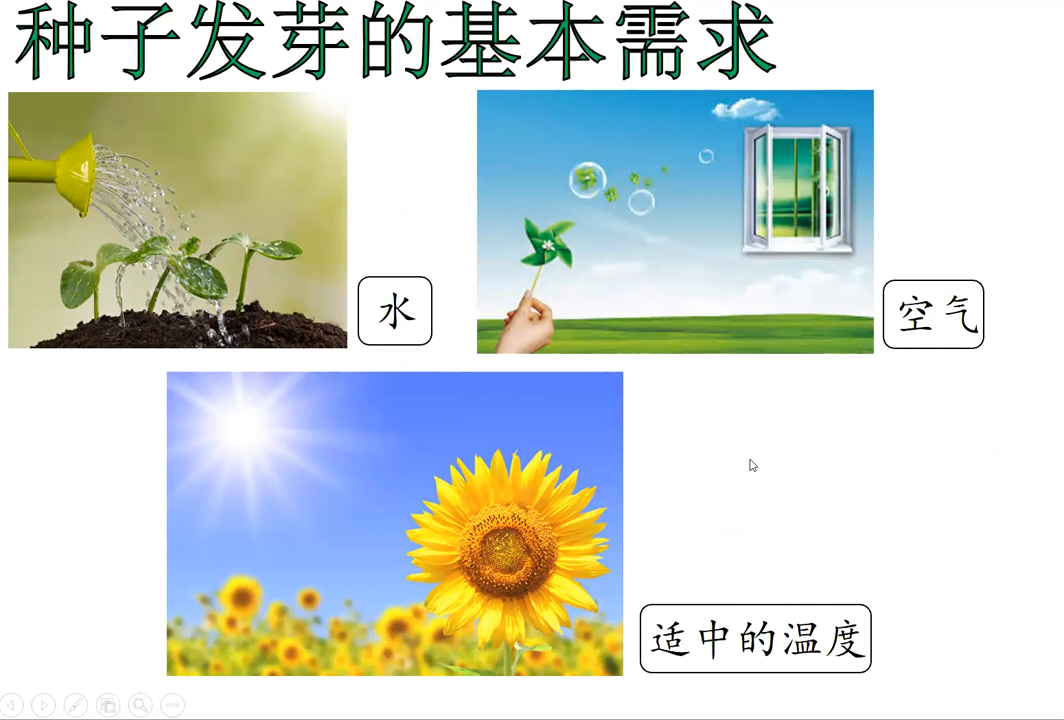 种子发芽的基本需求
水
空气
适中的温度